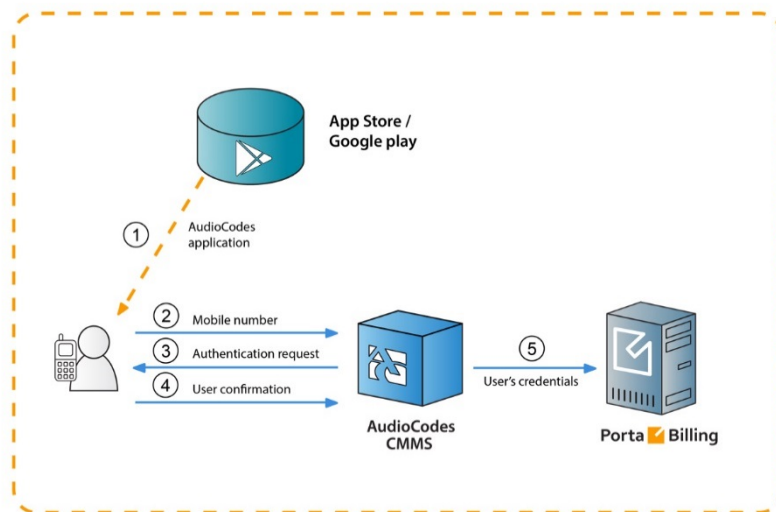 App Store /
Google play
1
AudioCodes
application
2
Mobile number
3
Authentication request
4
User confirmation
5
User's credentials
AudioCodes
CMMS
Porta Billing